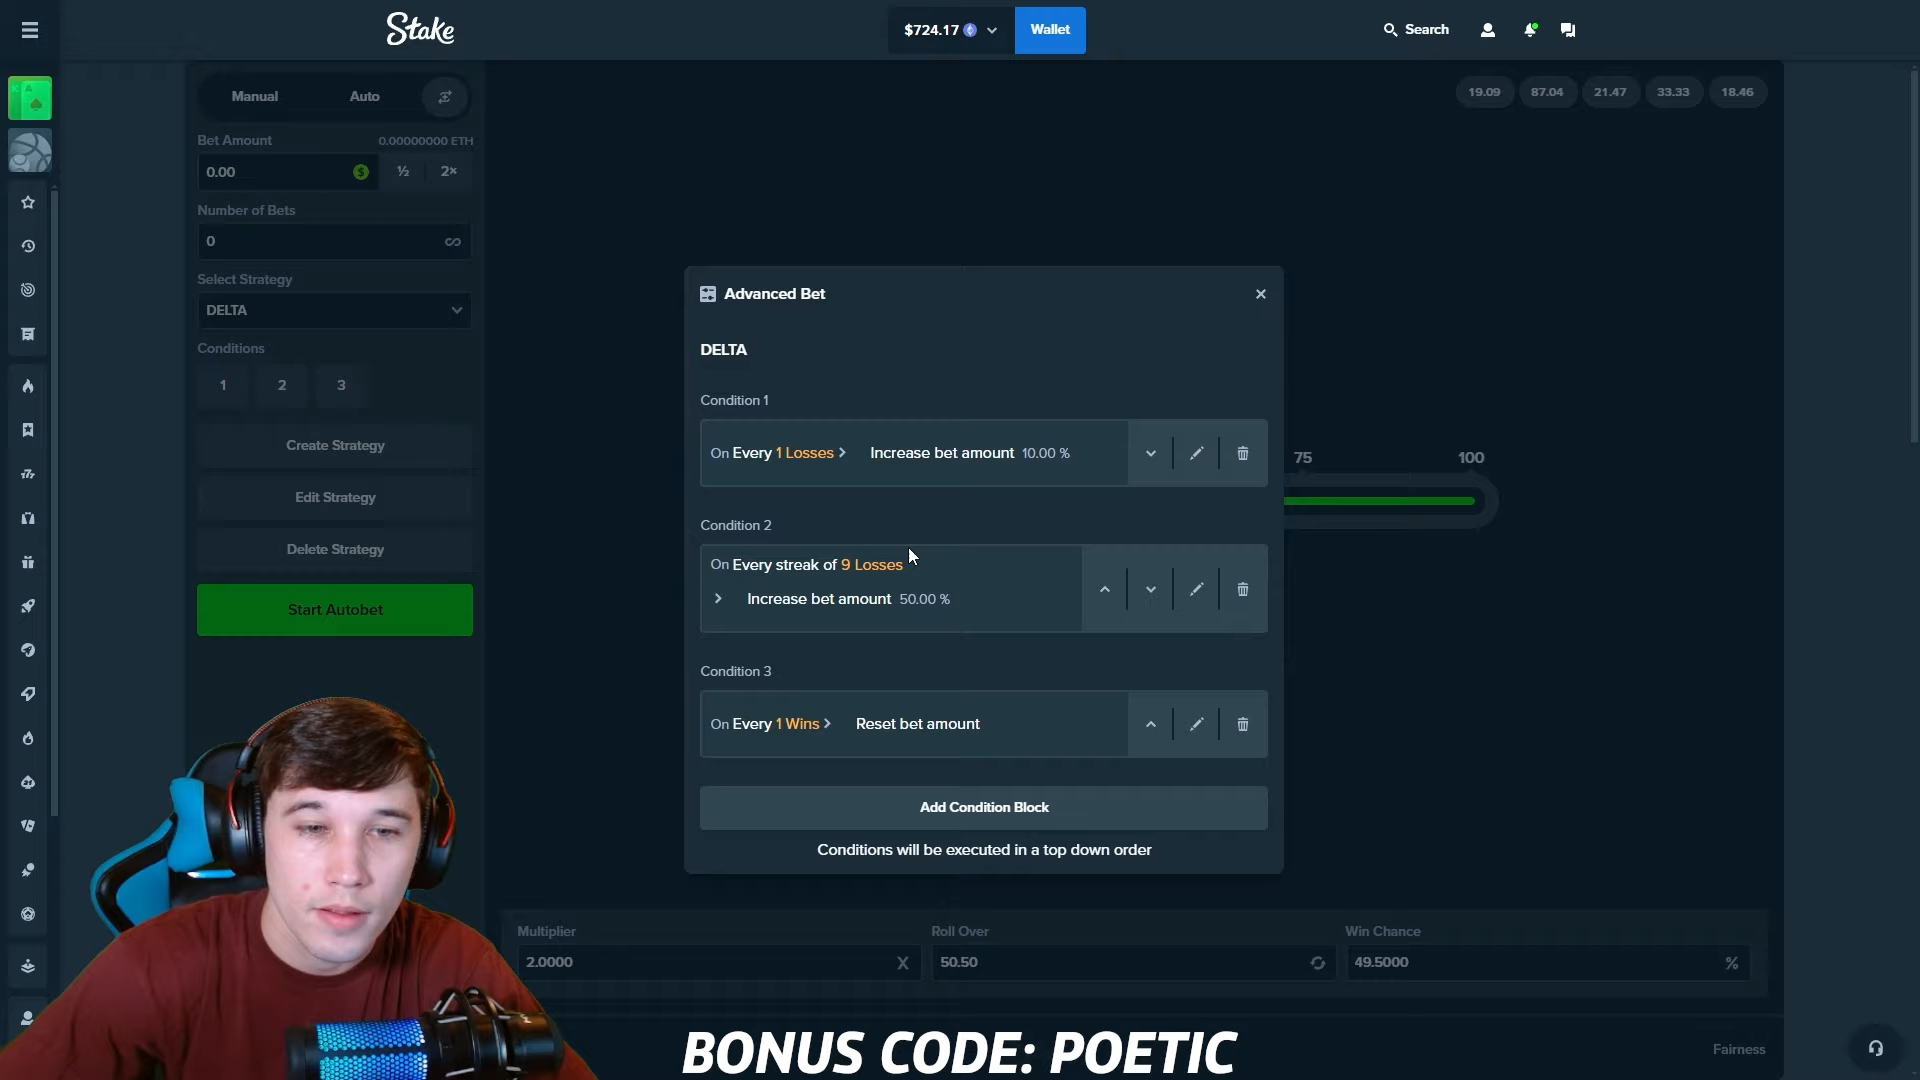 Stake
$724.17
Wallet
Search
Manual
Auto
19.09
87.04
21.47
33.33
18.46
Bet Amount
0.00000000 ETH
0.00
½
2×
Number of Bets
0
Select Strategy
DELTA
Conditions
1
2
3
Create Strategy
Edit Strategy
Delete Strategy
Start Autobet
Advanced Bet
DELTA
Condition 1
On Every 1 Losses > Increase bet amount 10.00 %
Condition 2
On Every streak of 9 Losses
> Increase bet amount 50.00 %
Condition 3
On Every 1 Wins > Reset bet amount
Add Condition Block
Conditions will be executed in a top down order
75
100
Multiplier
2.0000
Roll Over
50.50
Win Chance
49.5000
%
BONUS CODE: POETIC
Fairness